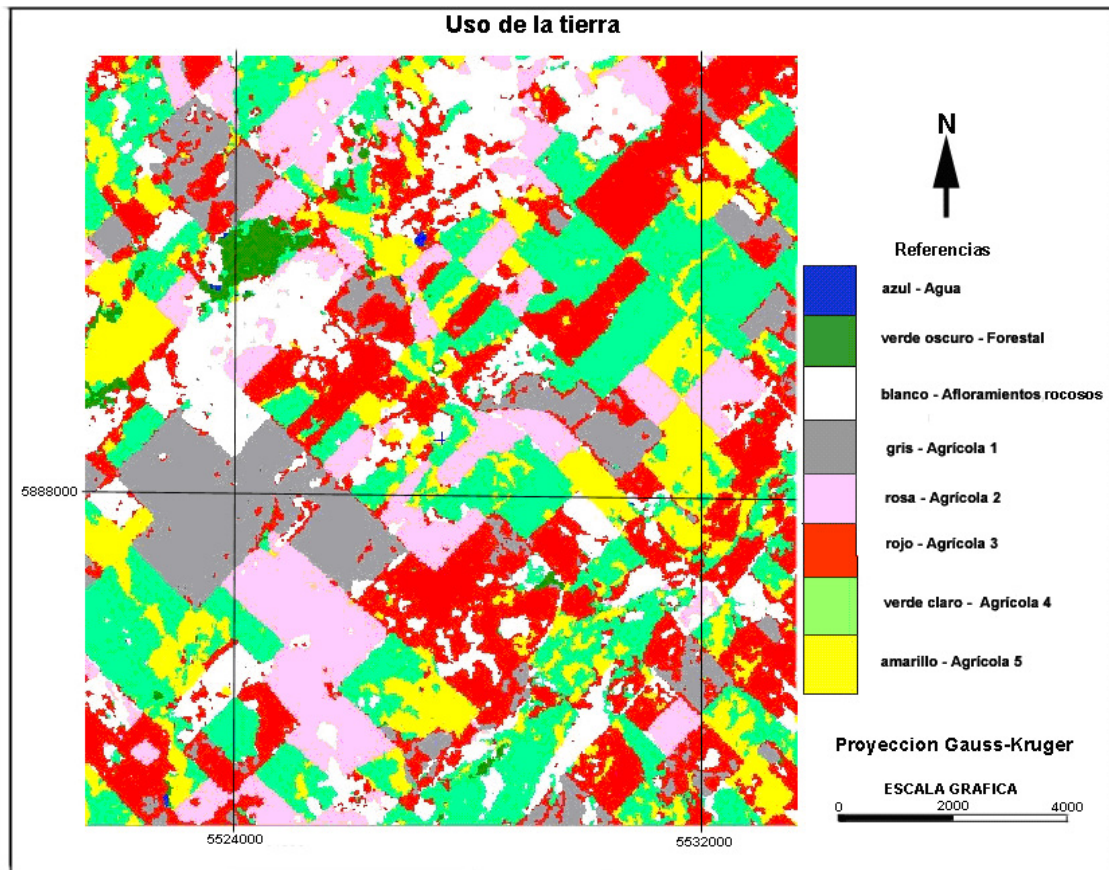 Uso de la tierra
N
Referencias
azul - Agua
verde oscuro - Forestal
blanco - Afloramientos rocosos
gris - Agrícola 1
rosa - Agrícola 2
rojo - Agrícola 3
verde claro - Agrícola 4
amarillo - Agrícola 5
5888000
Proyeccion Gauss-Kruger
ESCALA GRAFICA
0 2000 4000
5524000 5532000